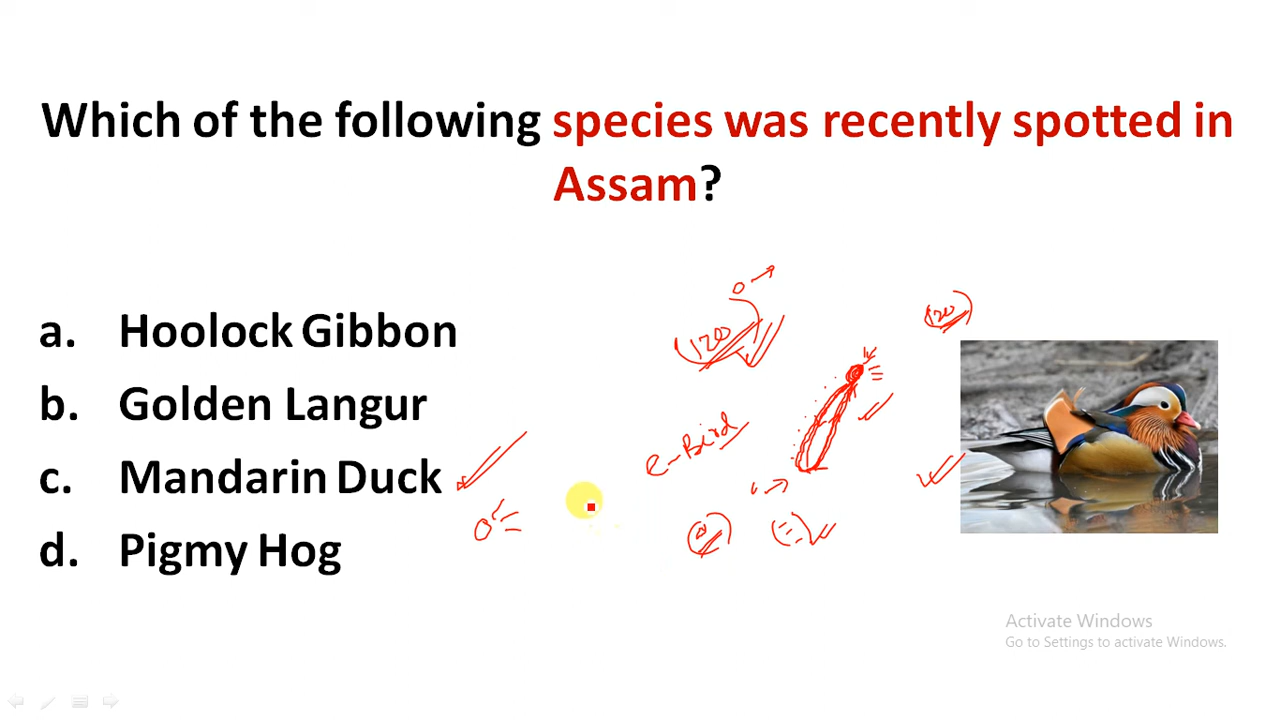 Which of the following species was recently spotted in
Assam?
a. Hoolock Gibbon
b. Golden Langur
c. Mandarin Duck
d. Pigmy Hog
(120)
(120)
e-Bird
Activate Windows
Go to Settings to activate Windows.